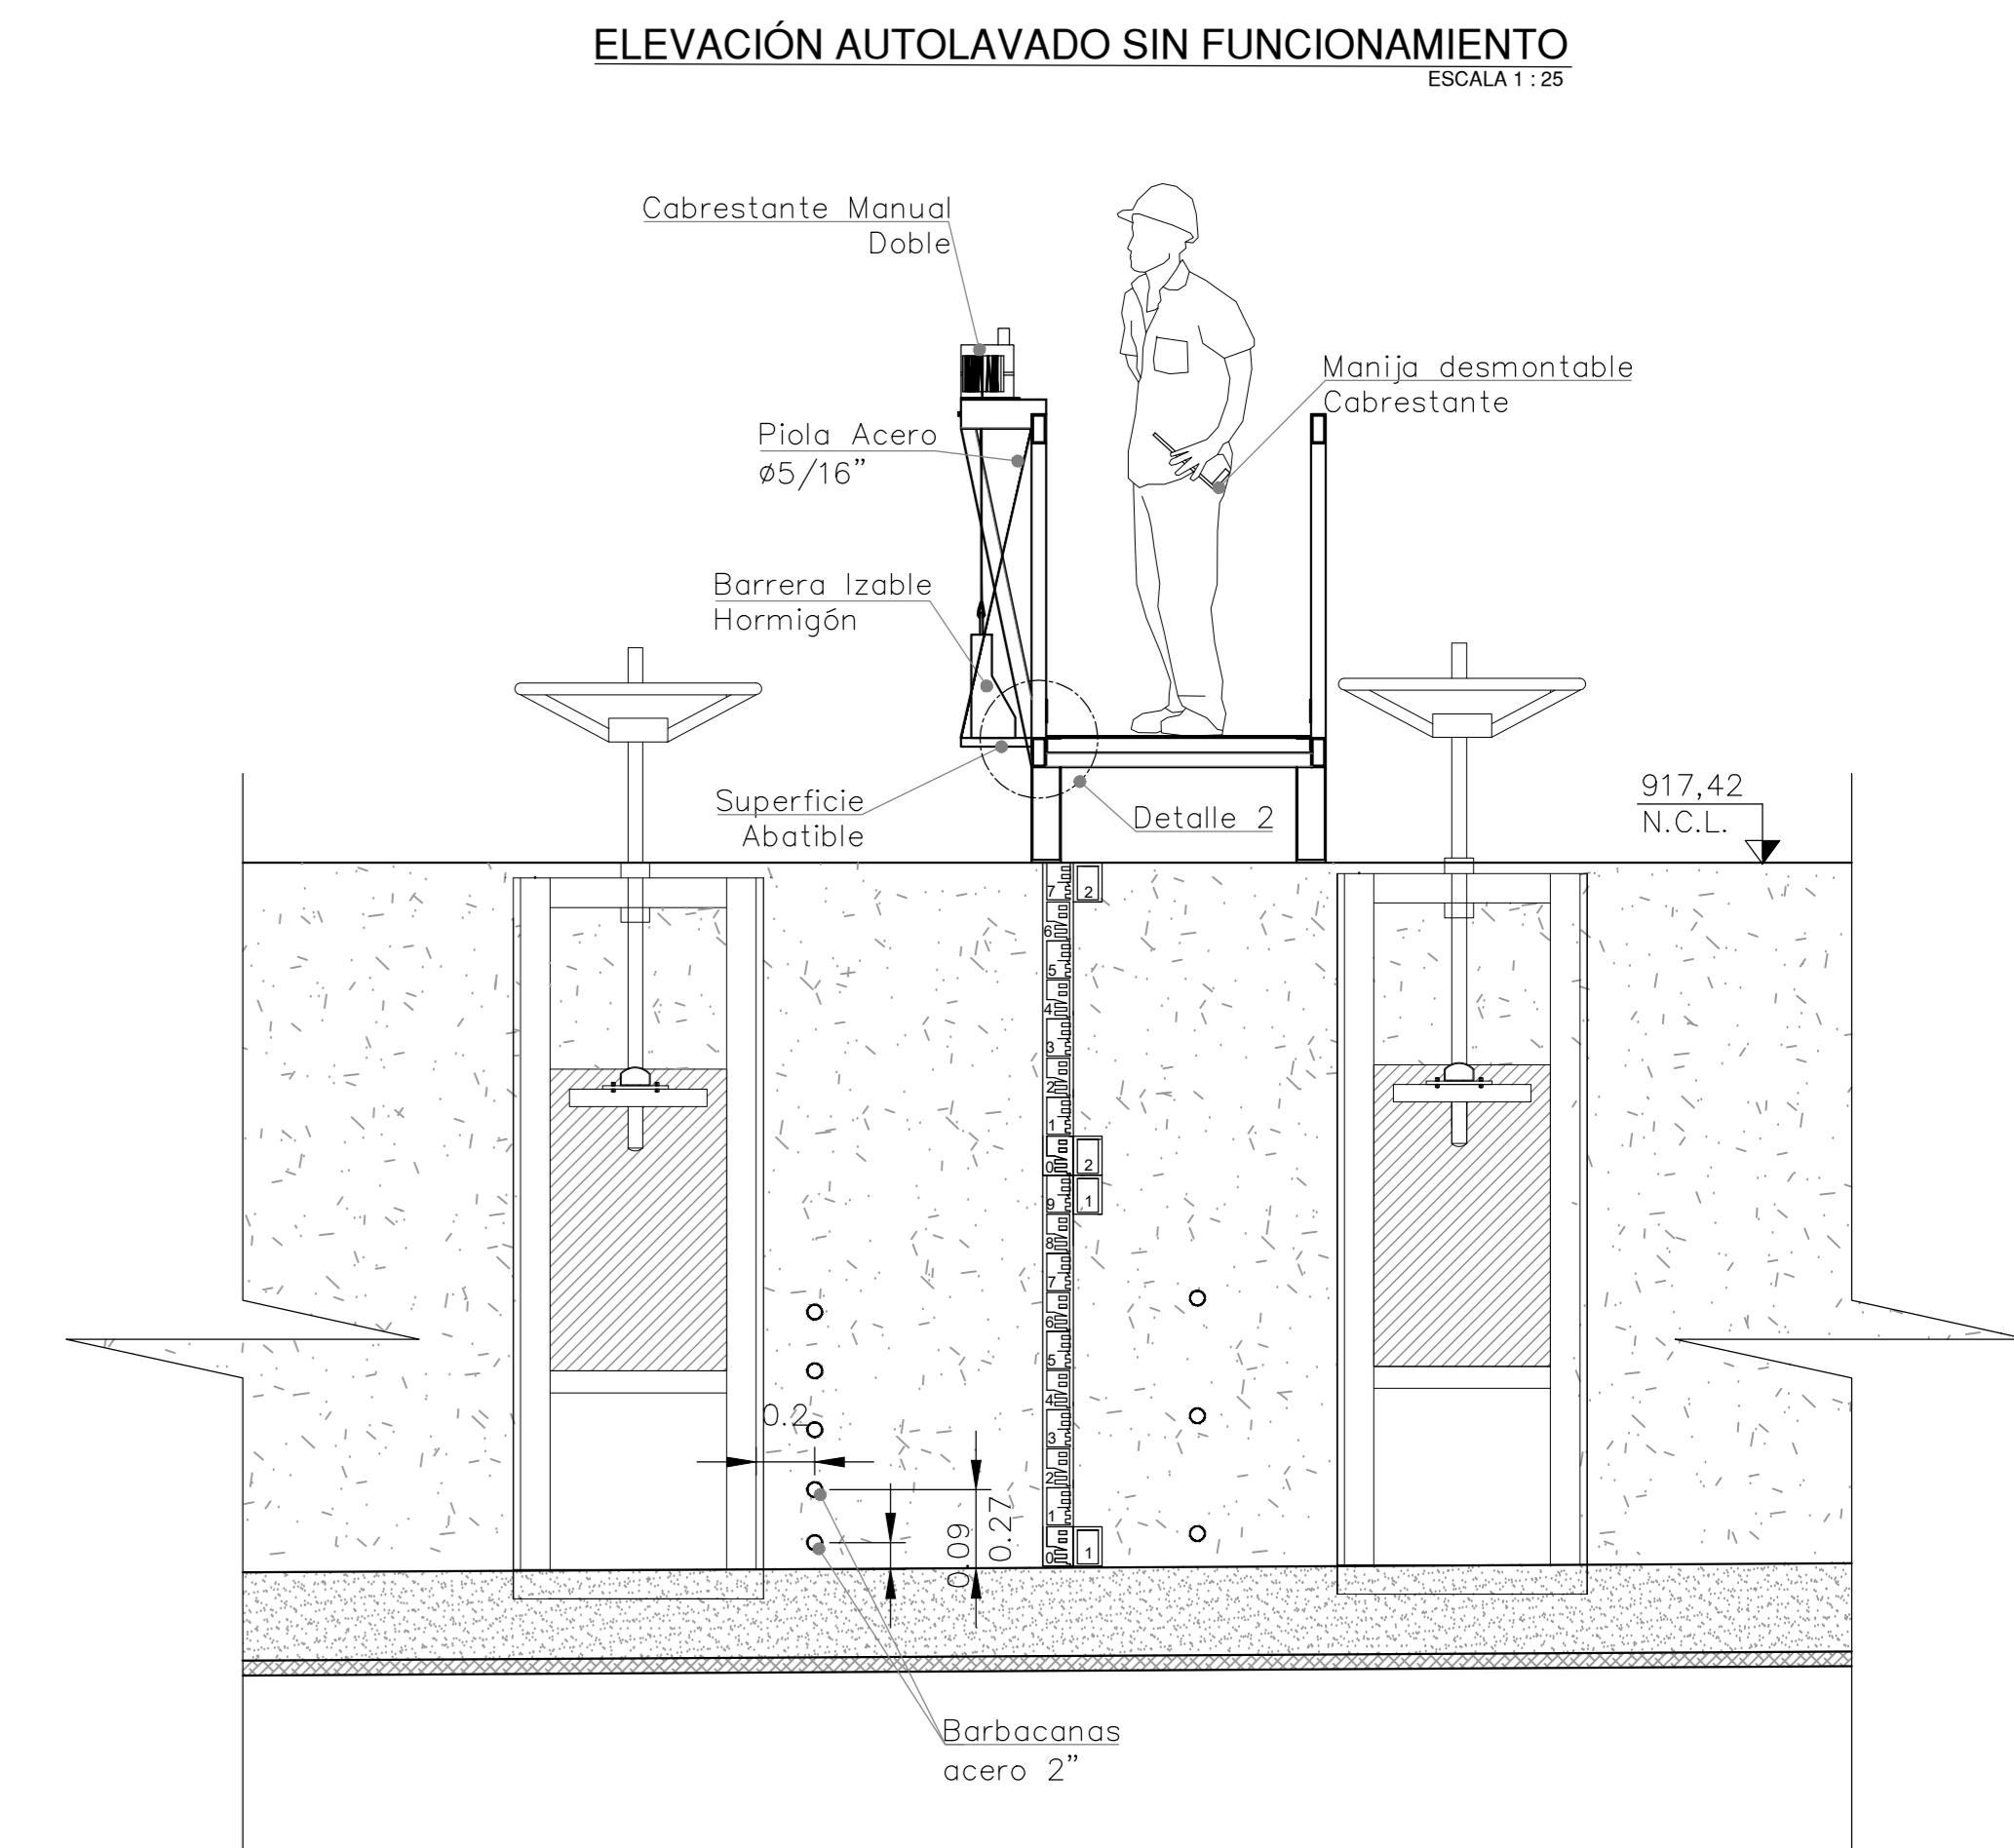 ELEVACIÓN AUTOLAVADO SIN FUNCIONAMIENTO
ESCALA 1 : 25
Cabrestante Manual
Doble
Manija desmontable
Cabrestante
Piola Acero
ø5/16"
Barrera Izable
Hormigón
Superficie
Abatible
Detalle 2
917,42
N.C.L.
7 2
6
5
4
3
2
1
0 2
9 1
8
7
6
5
4
3
2
1
0 1
0.2
0.09
0.27
Barbacanas
acero 2"